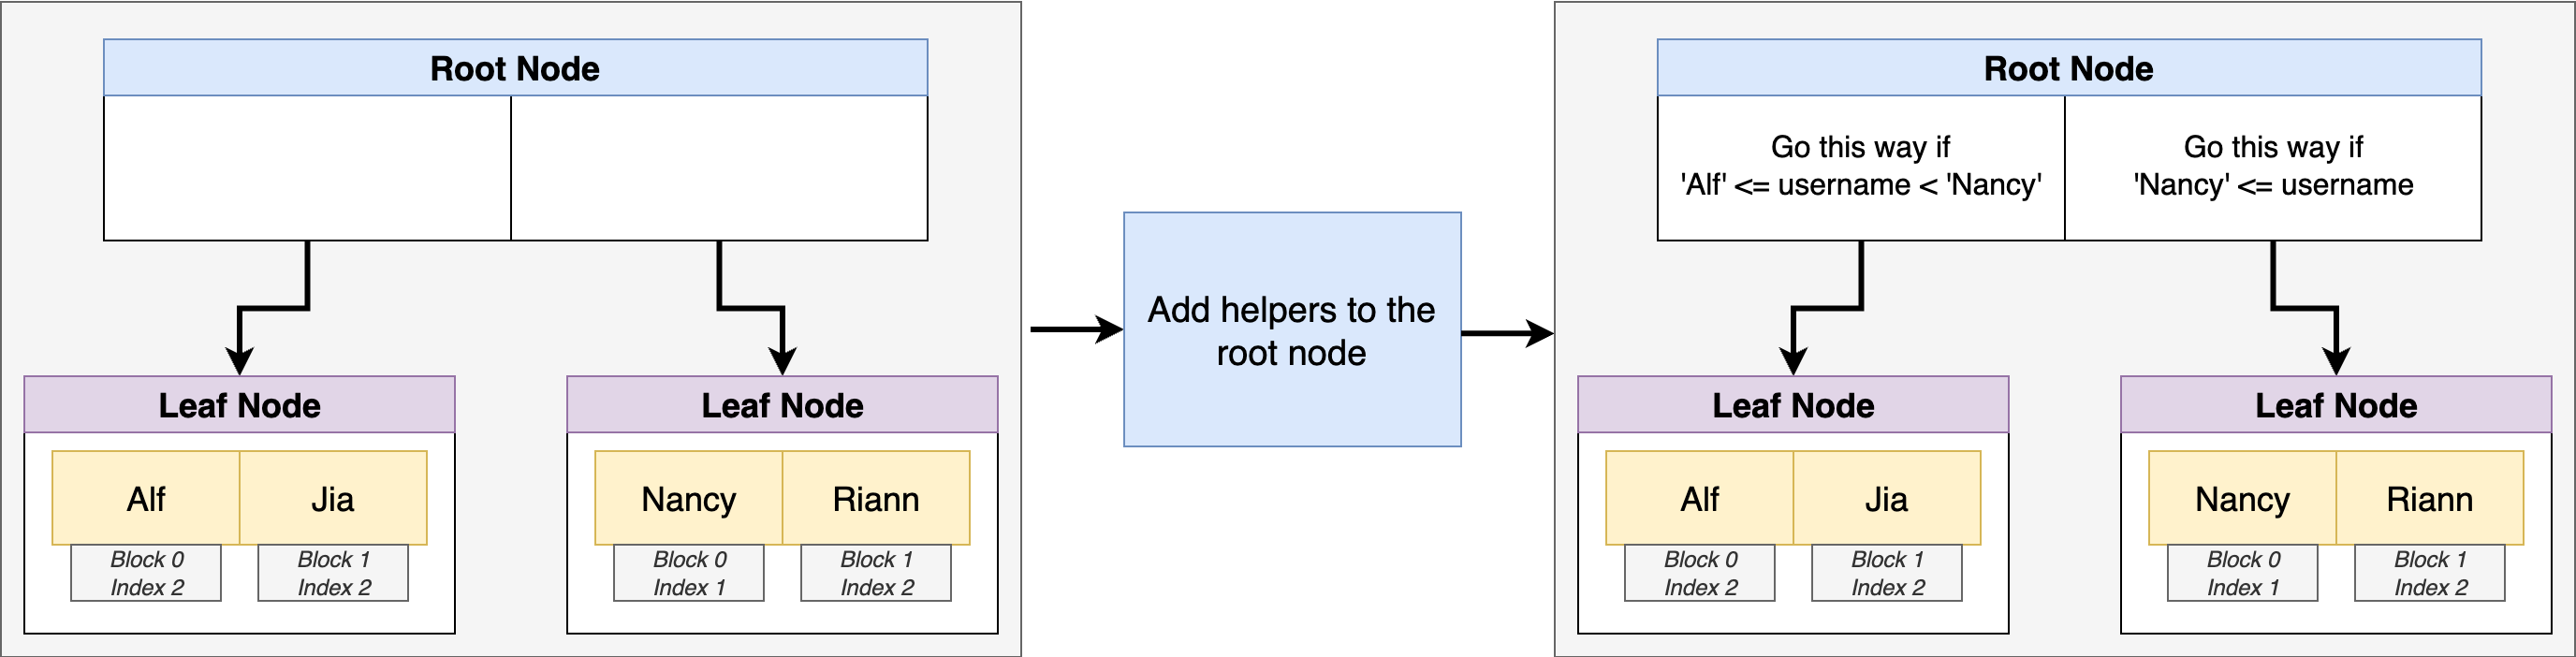 Root Node
Leaf Node
Alf
Jia
Block 0
Index 2
Block 1
Index 2
Leaf Node
Nancy
Riann
Block 0
Index 1
Block 1
Index 2
Add helpers to the
root node
Root Node
Go this way if
'Alf' <= username < 'Nancy'
Go this way if
'Nancy' <= username
Leaf Node
Alf
Jia
Block 0
Index 2
Block 1
Index 2
Leaf Node
Nancy
Riann
Block 0
Index 1
Block 1
Index 2